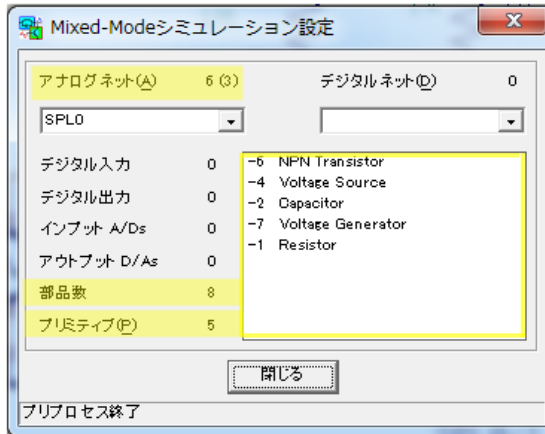 Mixed-Modeシミュレーション設定
アナログネット(A) 6 (3)
デジタルネット(D) 0
SPL0
デジタル入力 0
デジタル出力 0
インプット A/Ds 0
アウトプット D/As 0
部品数 8
プリミティブ(P) 5
-6 NPN Transistor
-4 Voltage Source
-2 Capacitor
-7 Voltage Generator
-1 Resistor
閉じる
プリプロセス終了